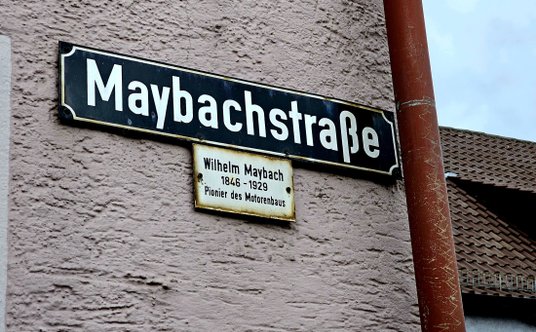 Maybachstraße
Wilhelm Maybach
1846 - 1929
Pionier des Motorenbaus